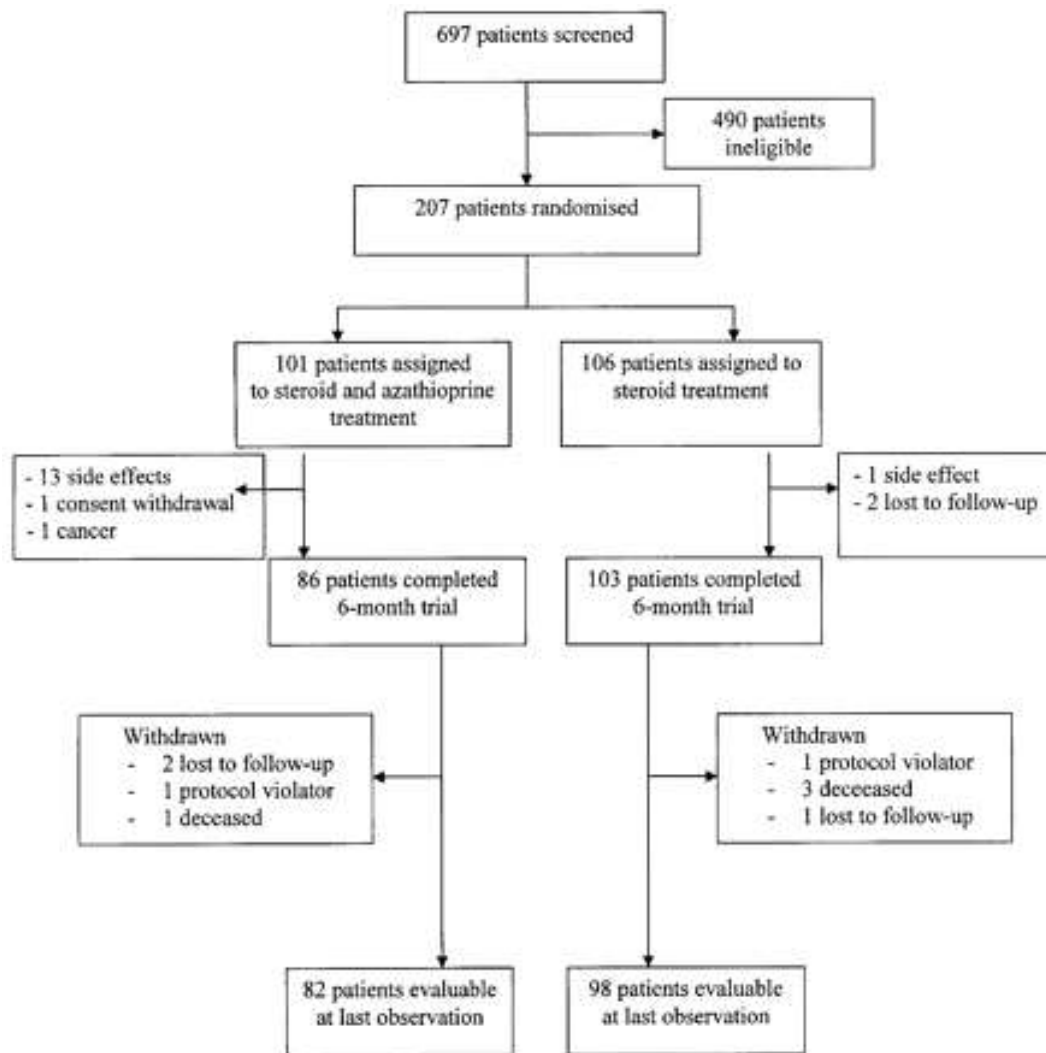 697 patients screened
490 patients
ineligible
207 patients randomised
101 patients assigned
to steroid and azathioprine
treatment
106 patients assigned to
steroid treatment
- 13 side effects
- 1 consent withdrawal
- 1 cancer
- 1 side effect
- 2 lost to follow-up
86 patients completed
6-month trial
103 patients completed
6-month trial
Withdrawn
- 2 lost to follow-up
- 1 protocol violator
- 1 deceased
Withdrawn
- 1 protocol violator
- 3 deceeased
- 1 lost to follow-up
82 patients evaluable
at last observation
98 patients evaluable
at last observation